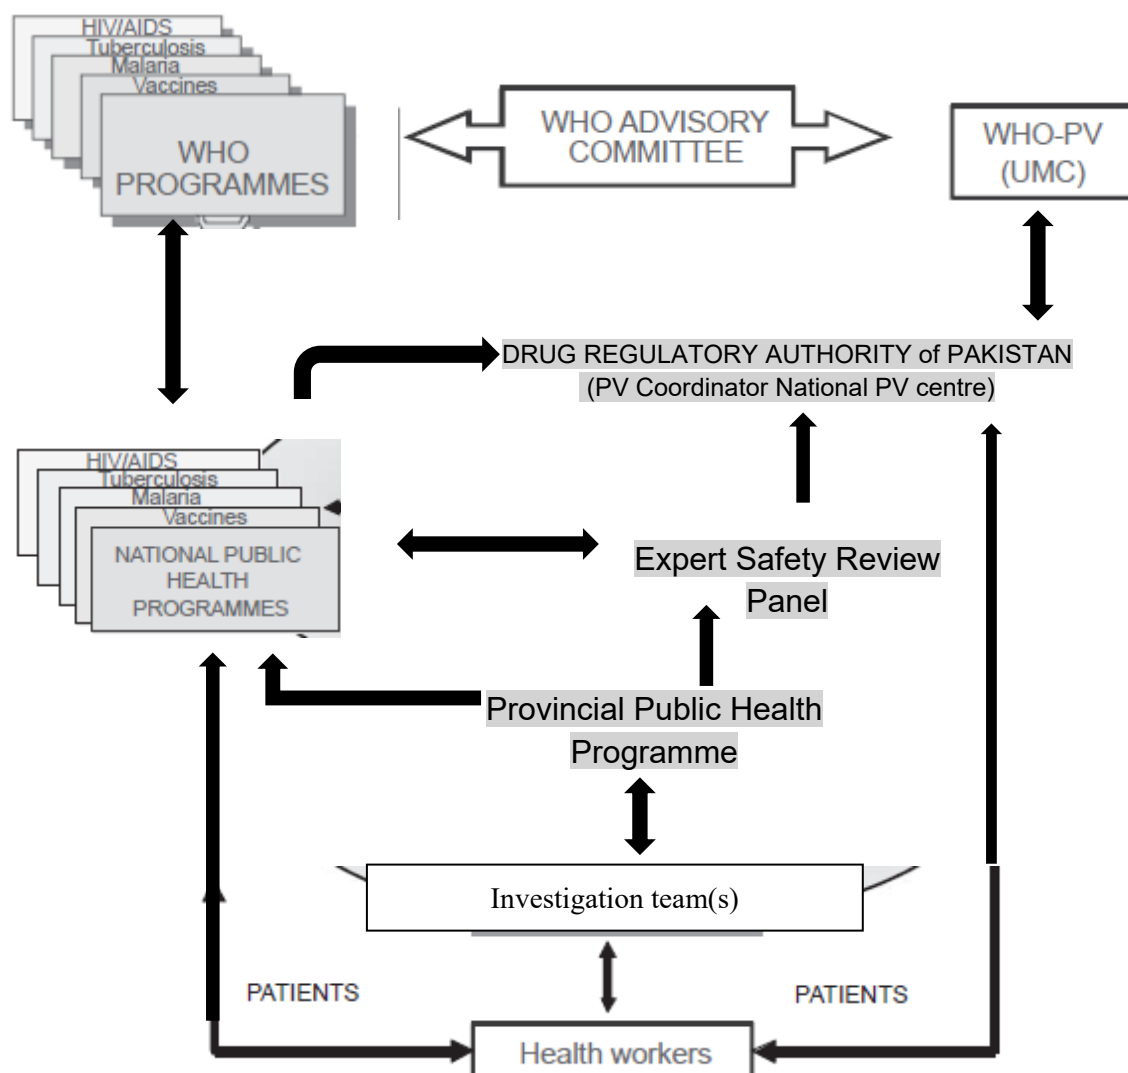 HIV/AIDS
Tuberculosis
Malaria
Vaccines
WHO
PROGRAMMES
WHO ADVISORY
COMMITTEE
WHO-PV
(UMC)
DRUG REGULATORY AUTHORITY of PAKISTAN
(PV Coordinator National PV centre)
HIV/AIDS
Tuberculosis
Malaria
Vaccines
NATIONAL PUBLIC
HEALTH
PROGRAMMES
Expert Safety Review
Panel
Provincial Public Health
Programme
Investigation team(s)
PATIENTS
PATIENTS
Health workers